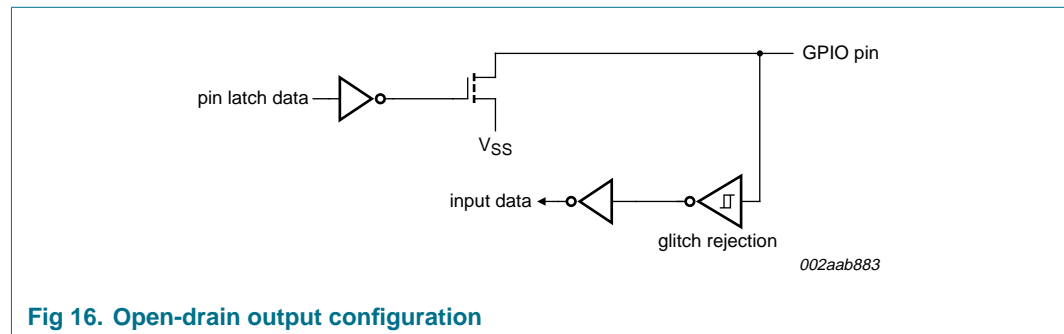 GPIO pin
pin latch data
VSS
input data
glitch rejection
002aab883
Fig 16. Open-drain output configuration